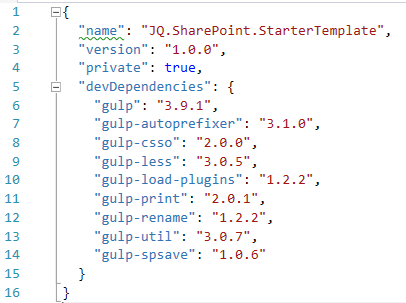 1 {
2 "name": "JQ.SharePoint.StarterTemplate",
3 "version": "1.0.0",
4 "private": true,
5 "devDependencies": {
6 "gulp": "3.9.1",
7 "gulp-autoprefixer": "3.1.0",
8 "gulp-csso": "2.0.0",
9 "gulp-less": "3.0.5",
10 "gulp-load-plugins": "1.2.2",
11 "gulp-print": "2.0.1",
12 "gulp-rename": "1.2.2",
13 "gulp-util": "3.0.7",
14 "gulp-spsave": "1.0.6"
15 }
16 }